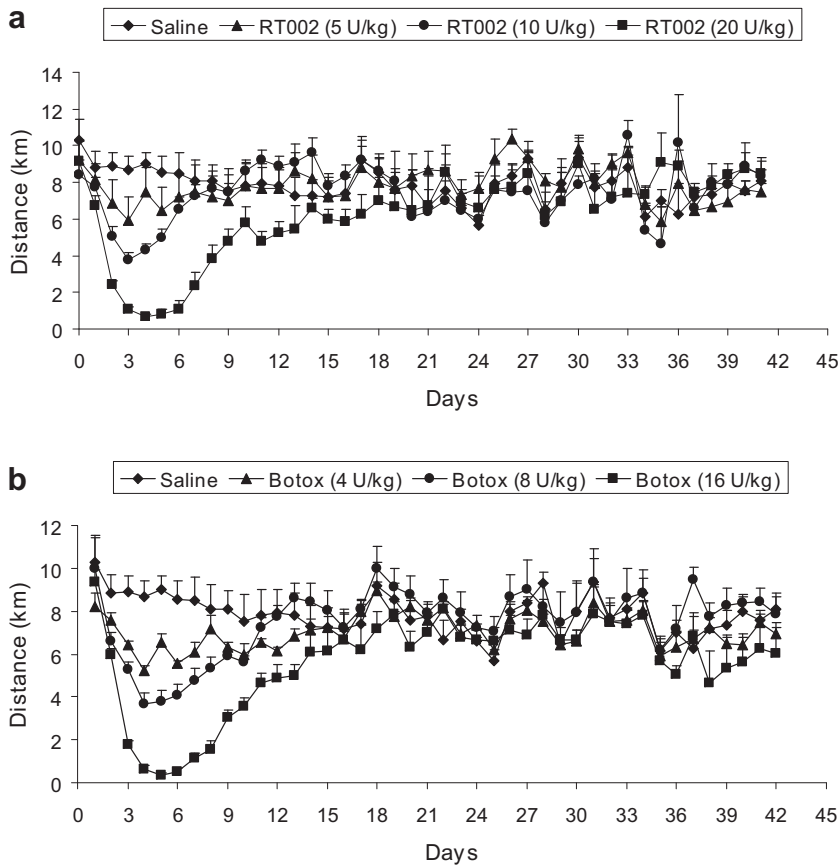 a
Saline RT002 (5 U/kg) RT002 (10 U/kg) RT002 (20 U/kg)
14
12
10
8
6
4
2
0
Distance (km)
0 3 6 9 12 15 18 21 24 27 30 33 36 39 42 45
Days
b
Saline Botox (4 U/kg) Botox (8 U/kg) Botox (16 U/kg)
12
10
8
6
4
2
0
Distance (km)
0 3 6 9 12 15 18 21 24 27 30 33 36 39 42 45
Days